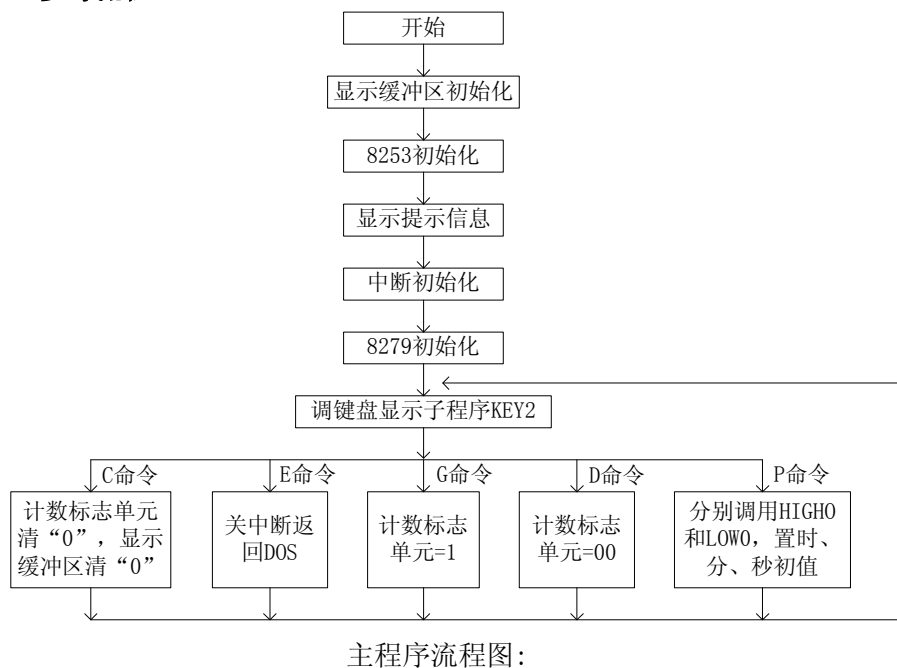 开始
显示缓冲区初始化
8253初始化
显示提示信息
中断初始化
8279初始化
调键盘显示子程序KEY2
C命令
E命令
G命令
D命令
P命令
计数标志单元
清“0”，显示
缓冲区清“0”
关中断返
回DOS
计数标志
单元=1
计数标志
单元=00
分别调用HIGH0
和LOW0，置时、
分、秒初值
主程序流程图: